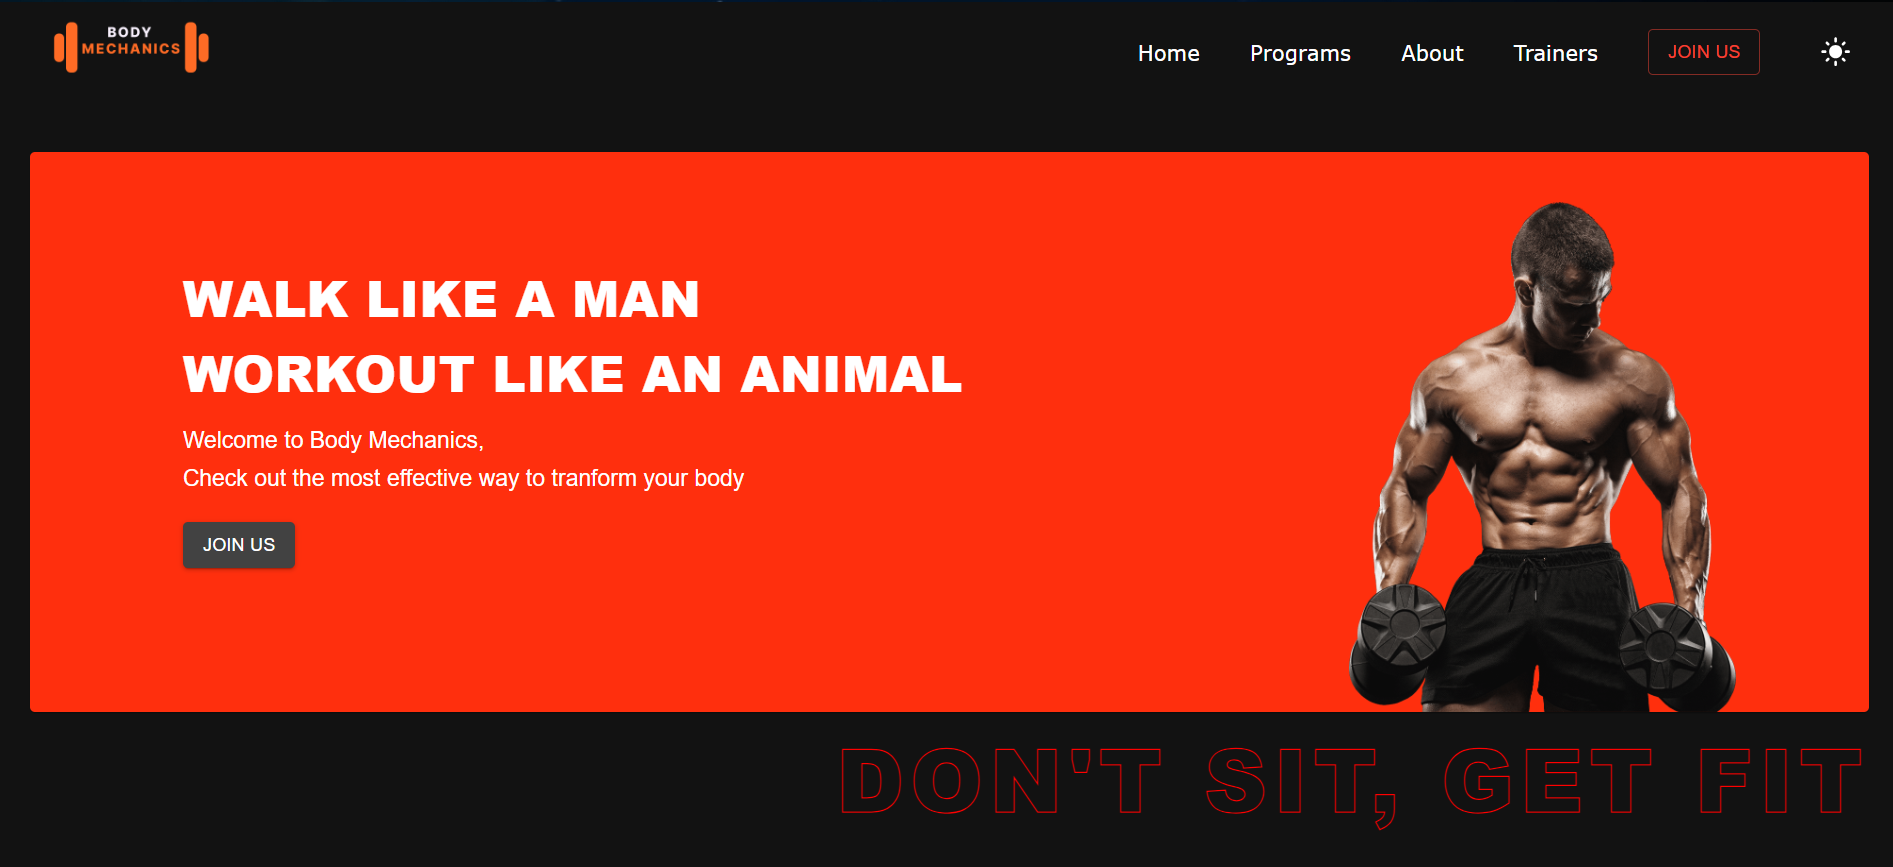 BODY
MECHANICS
Home Programs About Trainers JOIN US
WALK LIKE A MAN
WORKOUT LIKE AN ANIMAL
Welcome to Body Mechanics,
Check out the most effective way to tranform your body
JOIN US
DON'T SIT, GET FIT